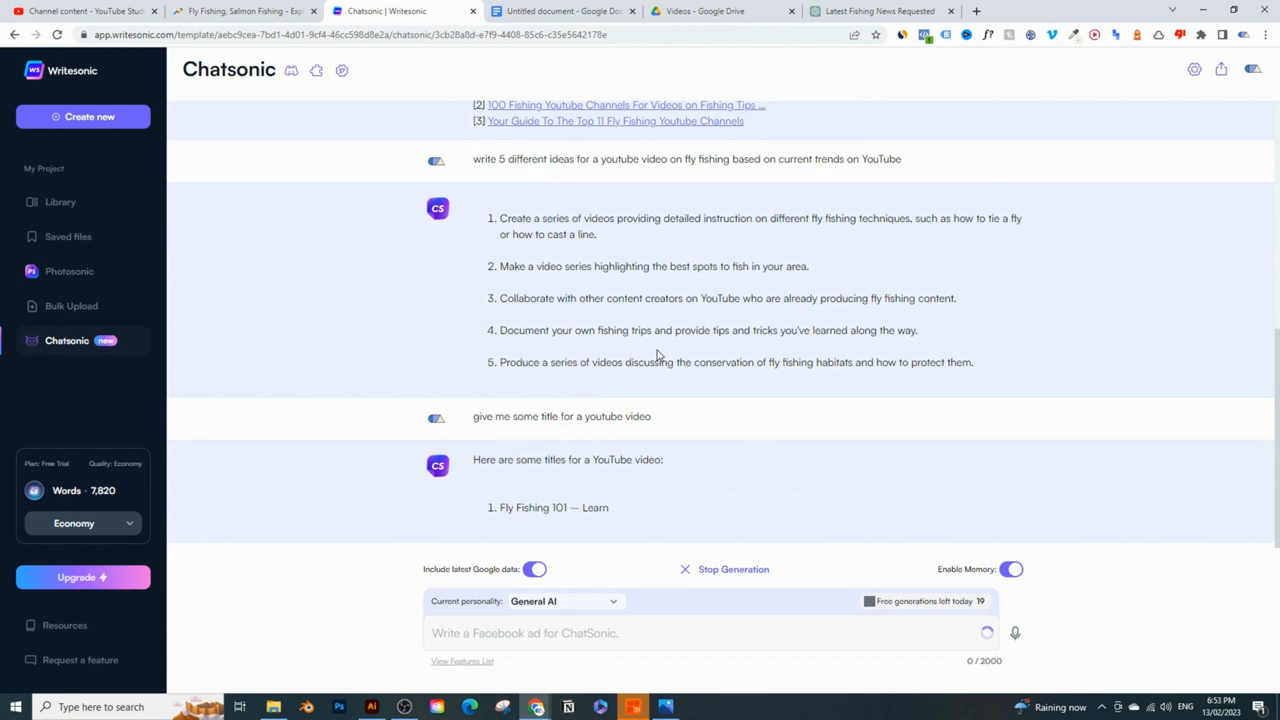 Channel content - YouTube Stud
Fly Fishing, Salmon Fishing - Exp
Chatsonic | Writesonic
Untitled document - Google Do
Videos - Google Drive
Latest Fishing News Requested
app.writesonic.com/template/aebc9cea-7bd1-4d01-9cf4-46cc598d8e2a/chatsonic/3cb28a8d-e7f9-4408-85c6-c35e5642178e
WS Writesonic
Chatsonic
Create new
My Project
Library
Saved files
PS Photosonic
Bulk Upload
Chatsonic new
Plan: Free Trial Quality: Economy
Words · 7,820
Economy
Upgrade
Resources
Request a feature
[2] 100 Fishing Youtube Channels For Videos on Fishing Tips ...
[3] Your Guide To The Top 11 Fly Fishing Youtube Channels
write 5 different ideas for a youtube video on fly fishing based on current trends on YouTube
CS
1. Create a series of videos providing detailed instruction on different fly fishing techniques, such as how to tie a fly
or how to cast a line.
2. Make a video series highlighting the best spots to fish in your area.
3. Collaborate with other content creators on YouTube who are already producing fly fishing content.
4. Document your own fishing trips and provide tips and tricks you've learned along the way.
5. Produce a series of videos discussing the conservation of fly fishing habitats and how to protect them.
give me some title for a youtube video
CS
Here are some titles for a YouTube video:
1. Fly Fishing 101 — Learn
Include latest Google data:
Stop Generation
Enable Memory:
Current personality: General AI
Free generations left today 19
Write a Facebook ad for ChatSonic.
View Features List
0 / 2000
Type here to search
Ps
Ai
Raining now
ENG
6:53 PM
13/02/2023